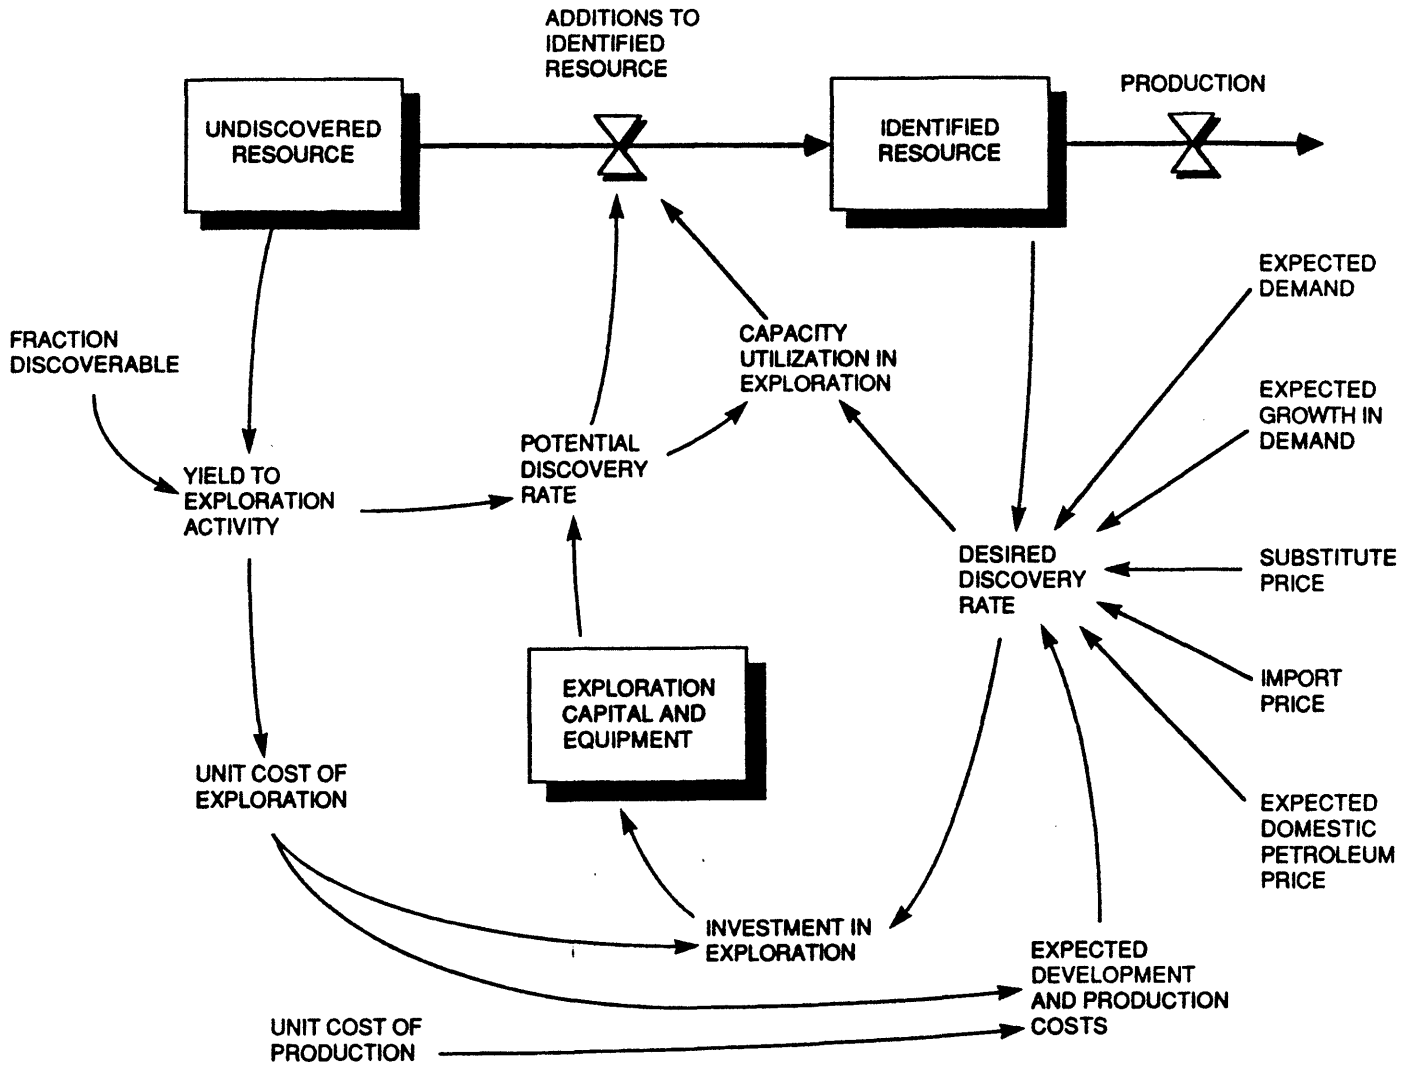 ADDITIONS TO
IDENTIFIED
RESOURCE
PRODUCTION
UNDISCOVERED
RESOURCE
IDENTIFIED
RESOURCE
EXPECTED
DEMAND
FRACTION
DISCOVERABLE
CAPACITY
UTILIZATION IN
EXPLORATION
EXPECTED
GROWTH IN
DEMAND
POTENTIAL
DISCOVERY
RATE
YIELD TO
EXPLORATION
ACTIVITY
DESIRED
DISCOVERY
RATE
SUBSTITUTE
PRICE
EXPLORATION
CAPITAL AND
EQUIPMENT
IMPORT
PRICE
UNIT COST OF
EXPLORATION
EXPECTED
DOMESTIC
PETROLEUM
PRICE
INVESTMENT IN
EXPLORATION
EXPECTED
DEVELOPMENT
AND PRODUCTION
COSTS
UNIT COST OF
PRODUCTION